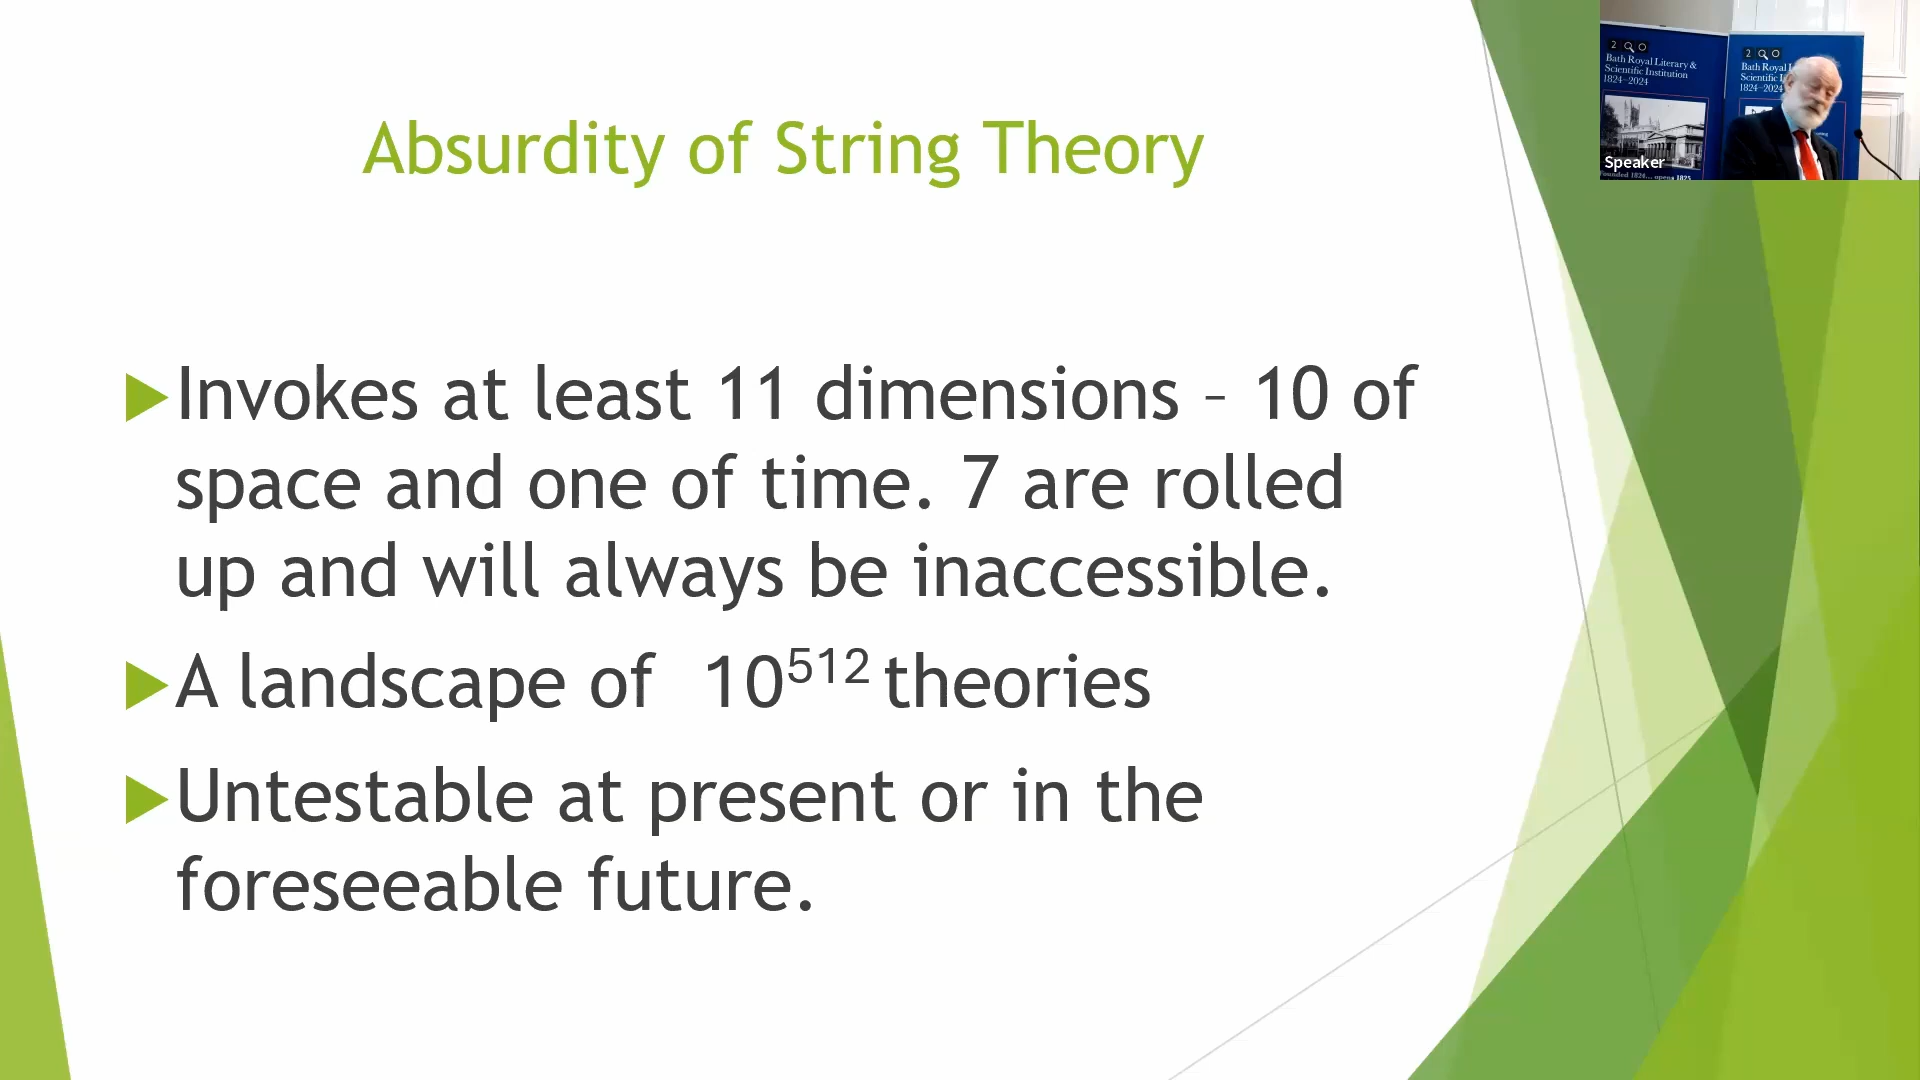 Absurdity of String Theory
Invokes at least 11 dimensions – 10 of
space and one of time. 7 are rolled
up and will always be inaccessible.
A landscape of 10⁵¹² theories
Untestable at present or in the
foreseeable future.
Bath Royal Literary &
Scientific Institution
1824–2024
Bath Royal
Scientific
1824–2024
Speaker
1825